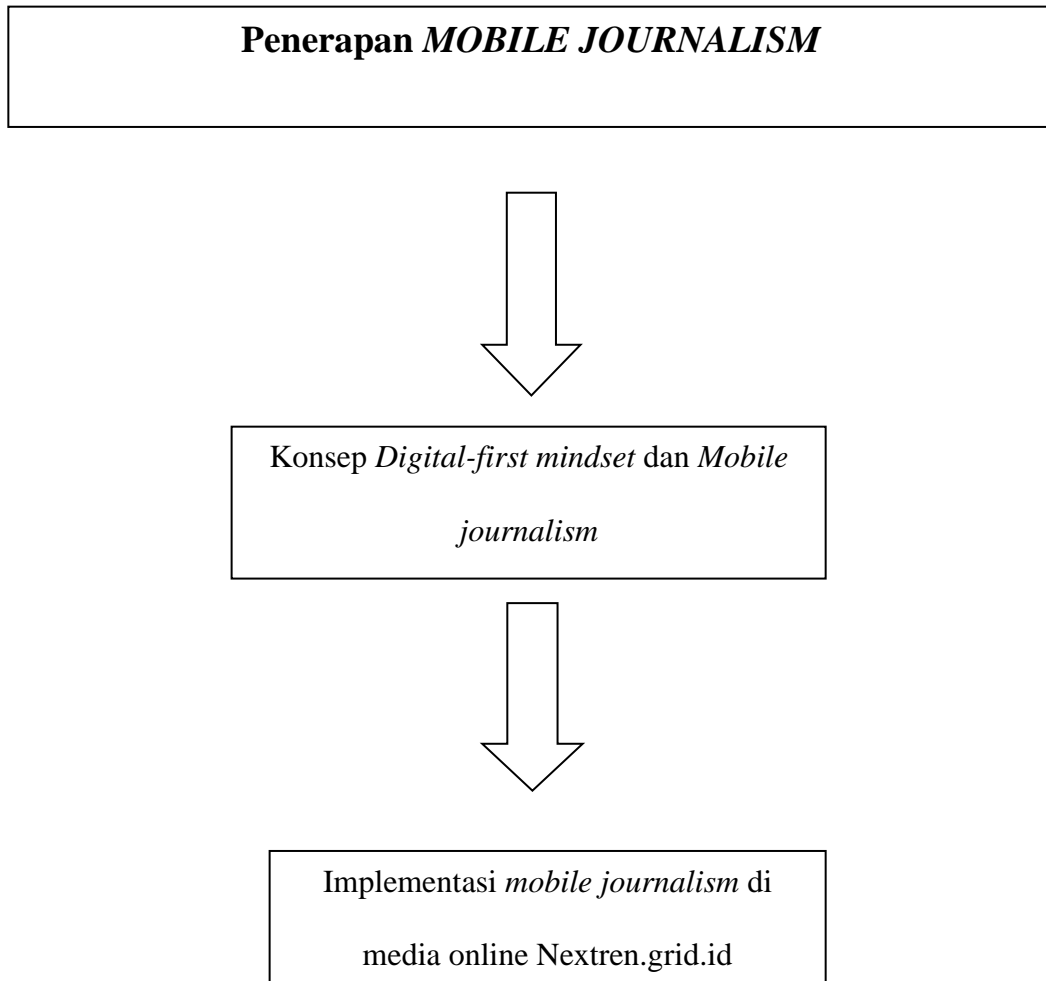 Penerapan MOBILE JOURNALISM
Konsep Digital-first mindset dan Mobile
journalism
Implementasi mobile journalism di
media online Nextren.grid.id